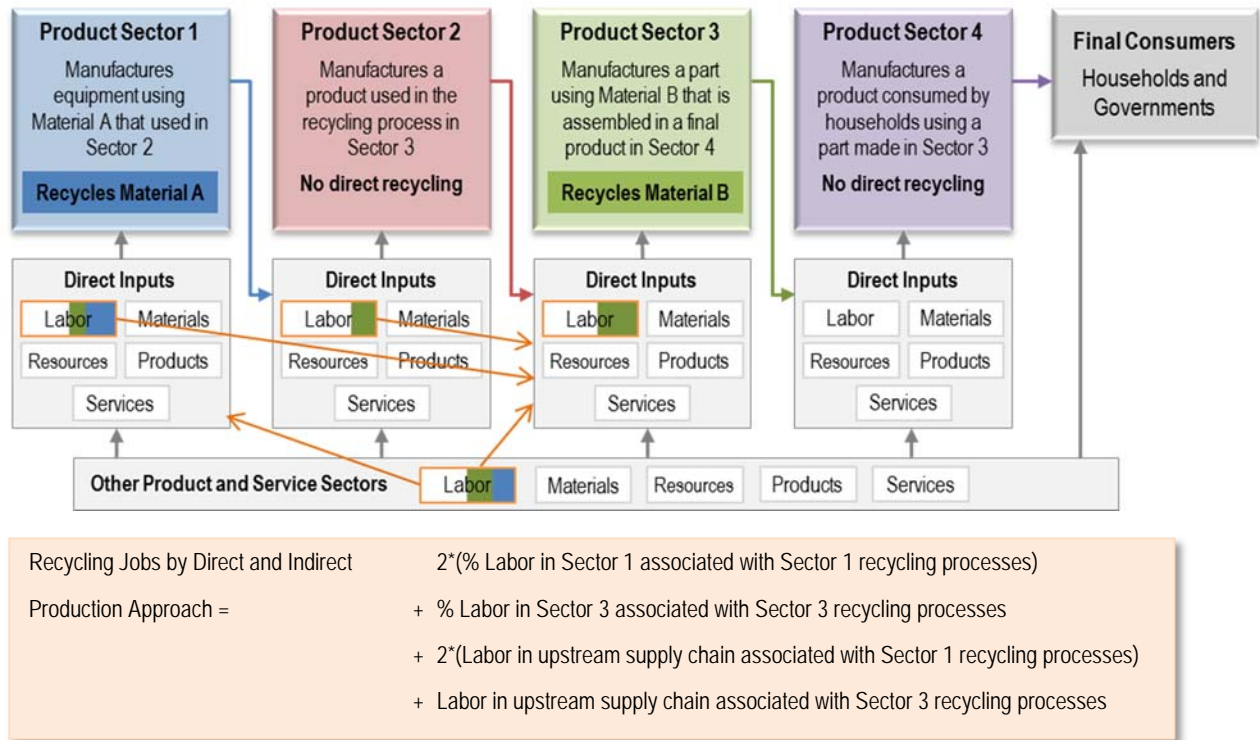 Product Sector 1
Manufactures
equipment using
Material A that used in
Sector 2
Recycles Material A
Product Sector 2
Manufactures a
product used in the
recycling process in
Sector 3
No direct recycling
Product Sector 3
Manufactures a part
using Material B that is
assembled in a final
product in Sector 4
Recycles Material B
Product Sector 4
Manufactures a
product consumed by
households using a
part made in Sector 3
No direct recycling
Final Consumers
Households and
Governments
Direct Inputs
Labor
Materials
Resources
Products
Services
Direct Inputs
Labor
Materials
Resources
Products
Services
Direct Inputs
Labor
Materials
Resources
Products
Services
Direct Inputs
Labor
Materials
Resources
Products
Services
Other Product and Service Sectors
Labor
Materials
Resources
Products
Services
Recycling Jobs by Direct and Indirect 2*(% Labor in Sector 1 associated with Sector 1 recycling processes)
Production Approach = + % Labor in Sector 3 associated with Sector 3 recycling processes
+ 2*(Labor in upstream supply chain associated with Sector 1 recycling processes)
+ Labor in upstream supply chain associated with Sector 3 recycling processes